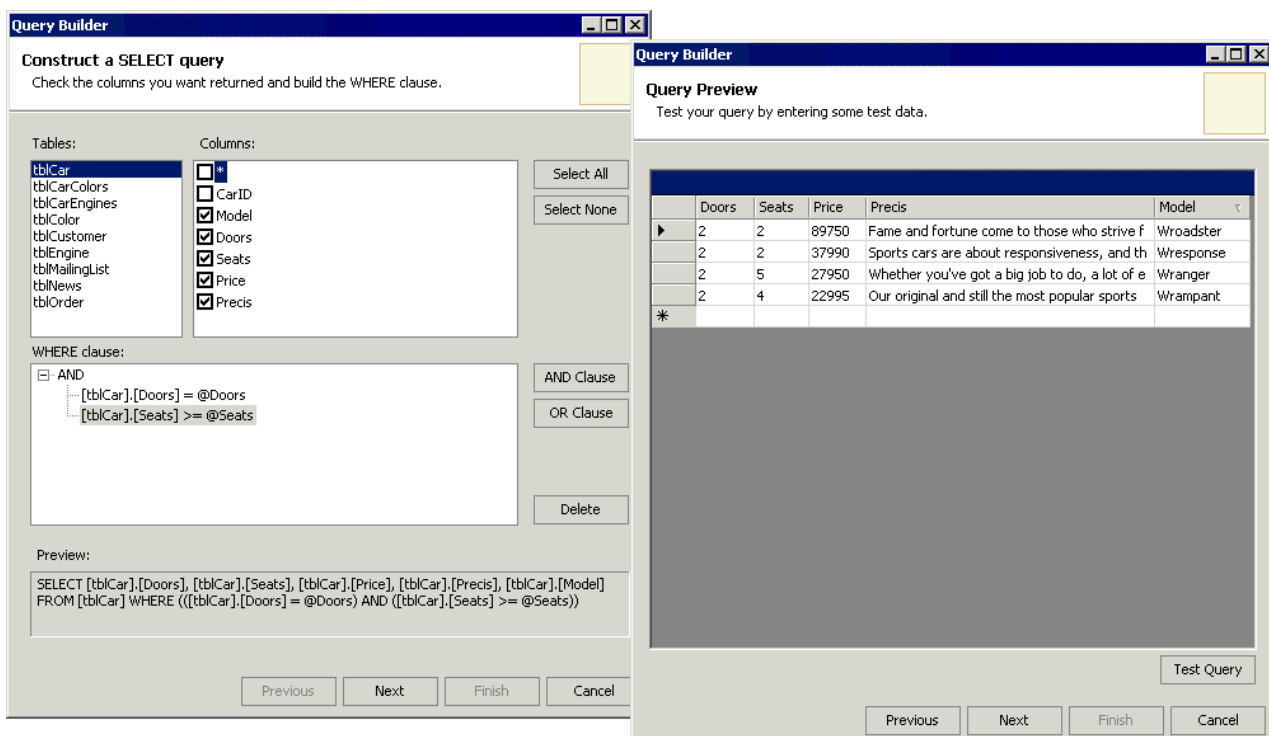 Query Builder
Construct a SELECT query
Check the columns you want returned and build the WHERE clause.
Tables:
Columns:
tblCar
tblCarColors
tblCarEngines
tblColor
tblCustomer
tblEngine
tblMailingList
tblNews
tblOrder
*
CarID
Model
Doors
Seats
Price
Precis
Select All
Select None
WHERE clause:
AND
[tblCar].[Doors] = @Doors
[tblCar].[Seats] >= @Seats
AND Clause
OR Clause
Delete
Preview:
SELECT [tblCar].[Doors], [tblCar].[Seats], [tblCar].[Price], [tblCar].[Precis], [tblCar].[Model]
FROM [tblCar] WHERE (([tblCar].[Doors] = @Doors) AND ([tblCar].[Seats] >= @Seats))
Previous Next Finish Cancel
Query Builder
Query Preview
Test your query by entering some test data.
Doors Seats Price Precis Model
2 2 89750 Fame and fortune come to those who strive f Wroadster
2 2 37990 Sports cars are about responsiveness, and th Wresponse
2 5 27950 Whether you've got a big job to do, a lot of e Wranger
2 4 22995 Our original and still the most popular sports Wrampant
Test Query
Previous Next Finish Cancel